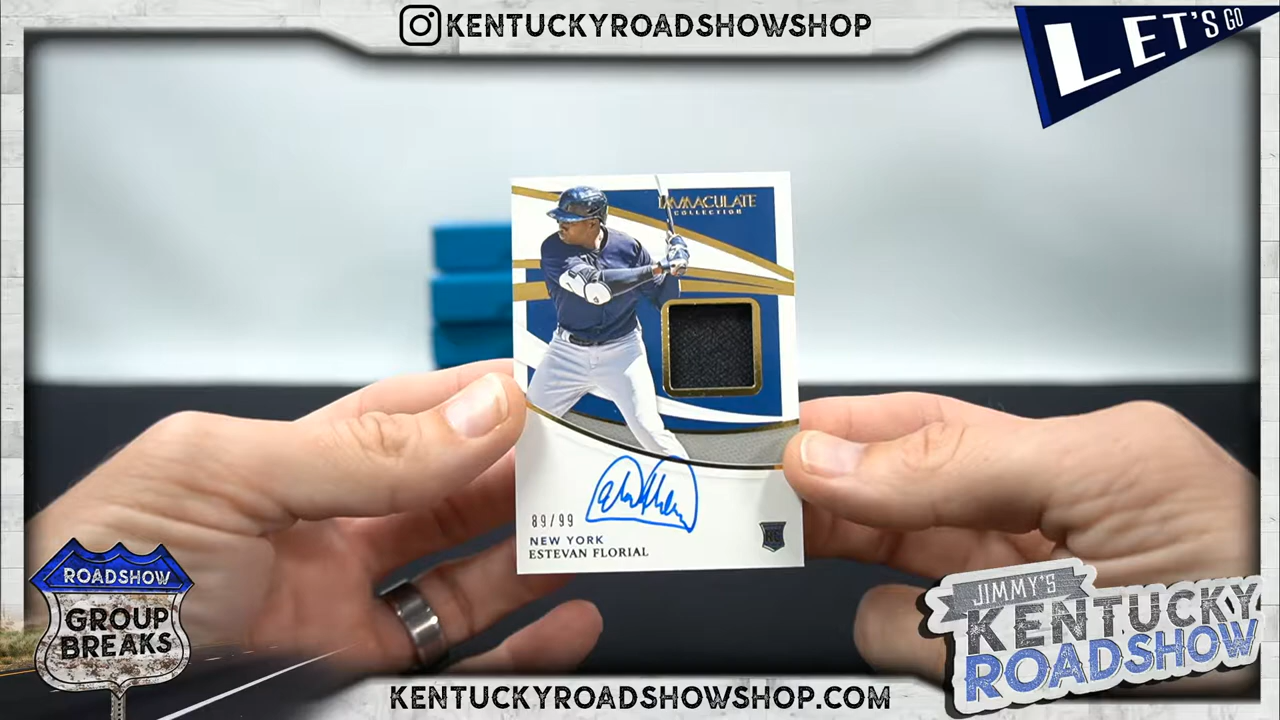 KENTUCKYROADSHOWSHOP
LET'S GO
IMMACULATE
COLLECTION
89/99
NEW YORK
ESTEVAN FLORIAL
RC
ROADSHOW
GROUP
BREAKS
JIMMY'S
KENTUCKY
ROADSHOW
KENTUCKYROADSHOWSHOP.COM